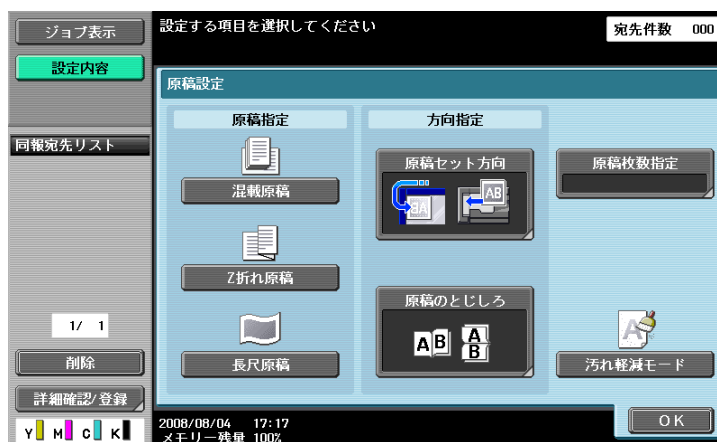 ジョブ表示
設定内容
同報宛先リスト
1/ 1
削除
詳細確認/登録
Y M C K
設定する項目を選択してください
宛先件数 000
原稿設定
原稿指定
混載原稿
Z折れ原稿
長尺原稿
方向指定
原稿セット方向
AB
AB
原稿のとじしろ
AB
A
B
原稿枚数指定
A
汚れ軽減モード
2008/08/04 17:17
メモリー残量 100%
OK